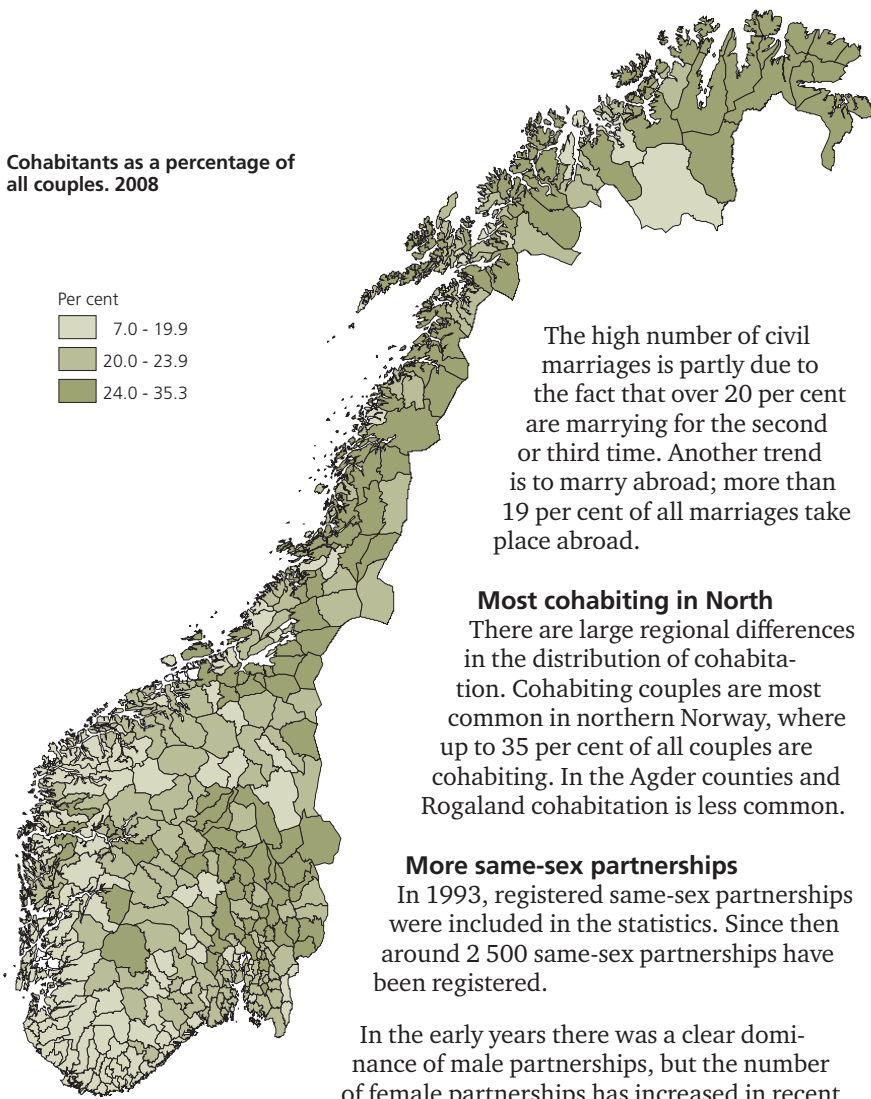 Cohabitants as a percentage of
all couples. 2008
Per cent
7.0 - 19.9
20.0 - 23.9
24.0 - 35.3
The high number of civil
marriages is partly due to
the fact that over 20 per cent
are marrying for the second
or third time. Another trend
is to marry abroad; more than
19 per cent of all marriages take
place abroad.
Most cohabiting in North
There are large regional differences
in the distribution of cohabita-
tion. Cohabiting couples are most
common in northern Norway, where
up to 35 per cent of all couples are
cohabiting. In the Agder counties and
Rogaland cohabitation is less common.
More same-sex partnerships
In 1993, registered same-sex partnerships
were included in the statistics. Since then
around 2 500 same-sex partnerships have
been registered.
In the early years there was a clear domi-
nance of male partnerships, but the number
of female partnerships has increased in recent